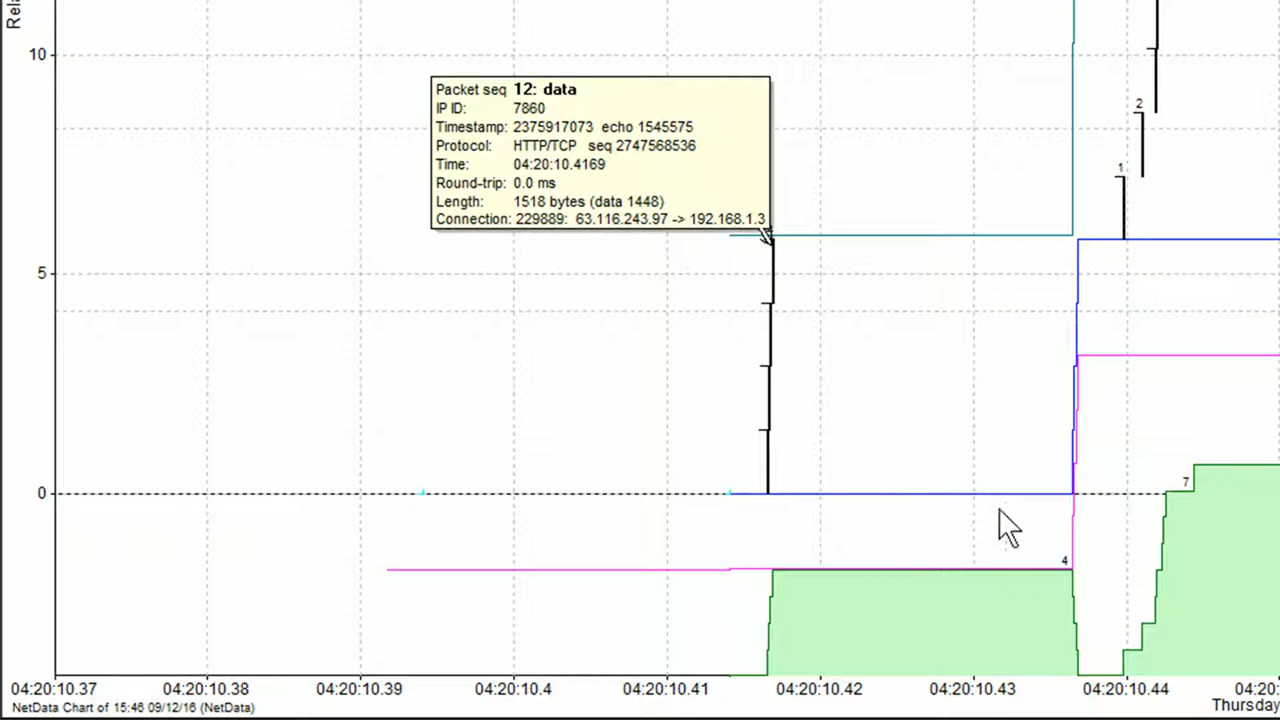 Rela
10
Packet seq 12: data
IP ID: 7860
Timestamp: 2375917073 echo 1545575
Protocol: HTTP/TCP seq 2747568536
Time: 04:20:10.4169
Round-trip: 0.0 ms
Length: 1518 bytes (data 1448)
Connection: 229889: 63.116.243.97 -> 192.168.1.3
2
1
5
0
7
4
04:20:10.37 04:20:10.38 04:20:10.39 04:20:10.4 04:20:10.41 04:20:10.42 04:20:10.43 04:20:10.44 04:20:
NetData Chart of 15:46 09/12/16 (NetData)
Thursday